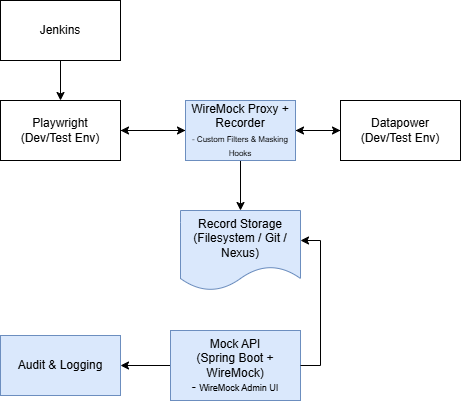 Jenkins
Playwright
(Dev/Test Env)
WireMock Proxy +
Recorder
- Custom Filters & Masking
Hooks
Datapower
(Dev/Test Env)
Record Storage
(Filesystem / Git /
Nexus)
Audit & Logging
Mock API
(Spring Boot +
WireMock)
- WireMock Admin UI